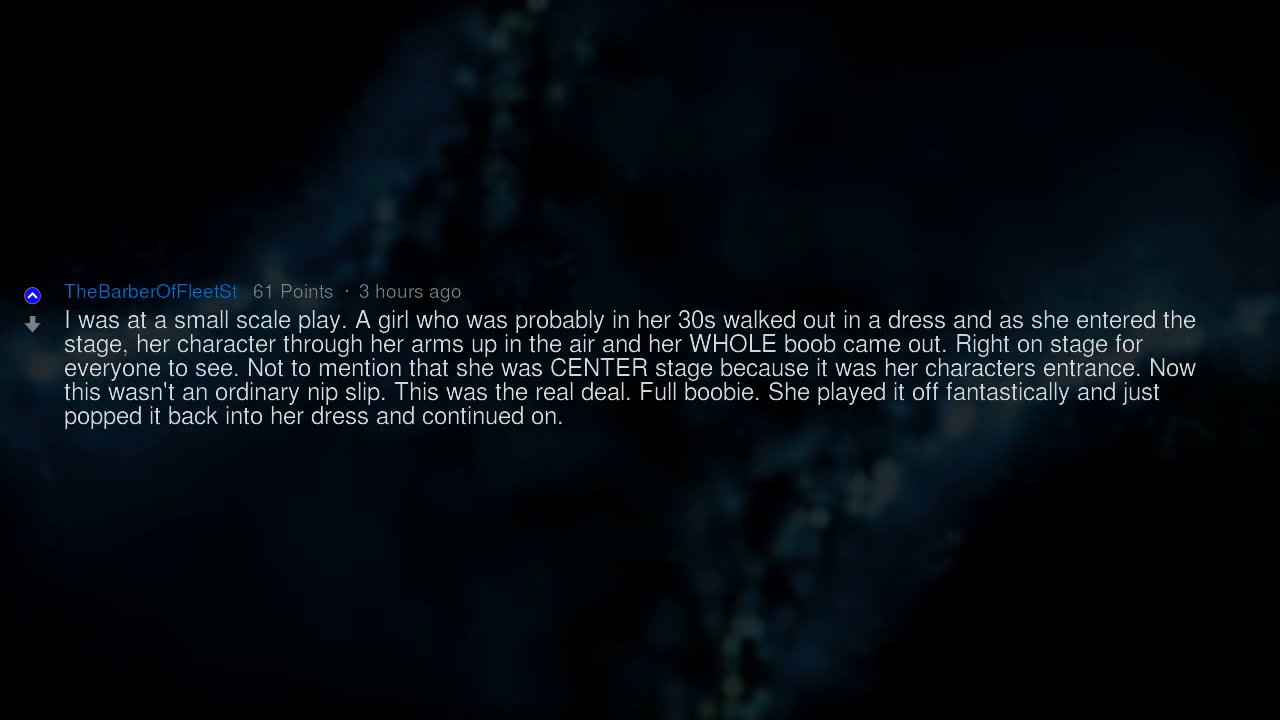 TheBarberOfFleetSt 61 Points · 3 hours ago
I was at a small scale play. A girl who was probably in her 30s walked out in a dress and as she entered the
stage, her character through her arms up in the air and her WHOLE boob came out. Right on stage for
everyone to see. Not to mention that she was CENTER stage because it was her characters entrance. Now
this wasn't an ordinary nip slip. This was the real deal. Full boobie. She played it off fantastically and just
popped it back into her dress and continued on.